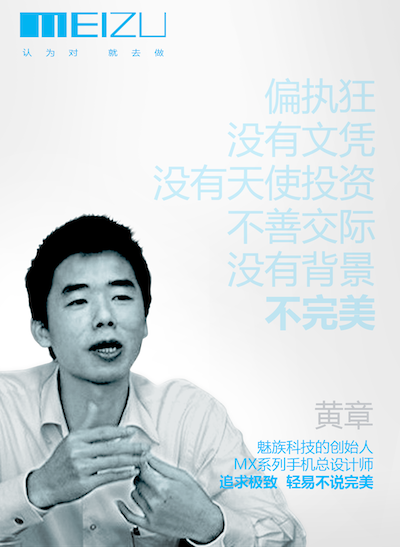 MEIZU
认为对 就去做
偏执狂
没有文凭
没有天使投资
不善交际
没有背景
不完美
黄章
魅族科技的创始人
MX系列手机总设计师
追求极致 轻易不说完美